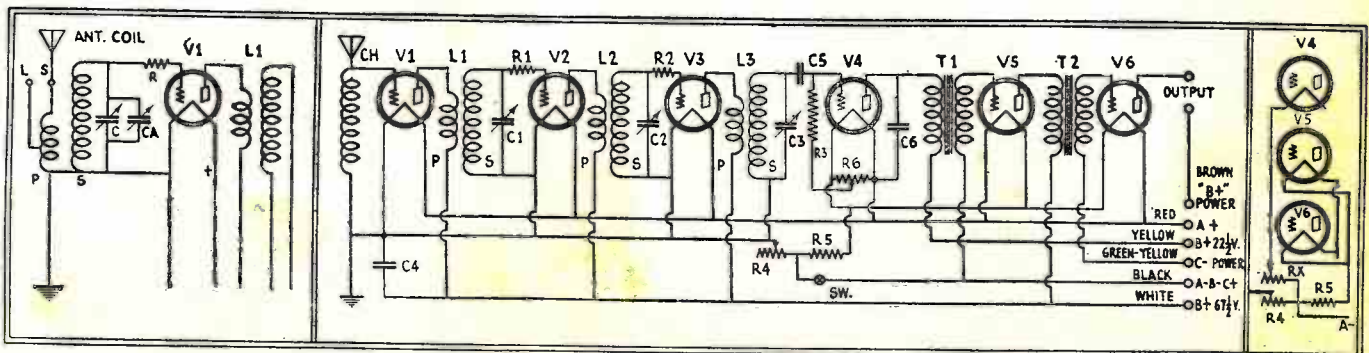 ANT. COIL
L
S
R
V1
L1
C
CA
P
S
+
CH
V1
L1
R1
V2
L2
R2
V3
L3
C5
V4
T1
V5
T2
V6
OUTPUT
P
S
C1
P
S
C2
P
S
C3
R3
R6
C6
C4
R4
R5
SW.
BROWN
"B+"
POWER
RED
A+
YELLOW
B+22½V.
GREEN-YELLOW
C- POWER
BLACK
A-B-C+
WHITE
B+67½V.
V4
V5
V6
RX
R4
R5
A-